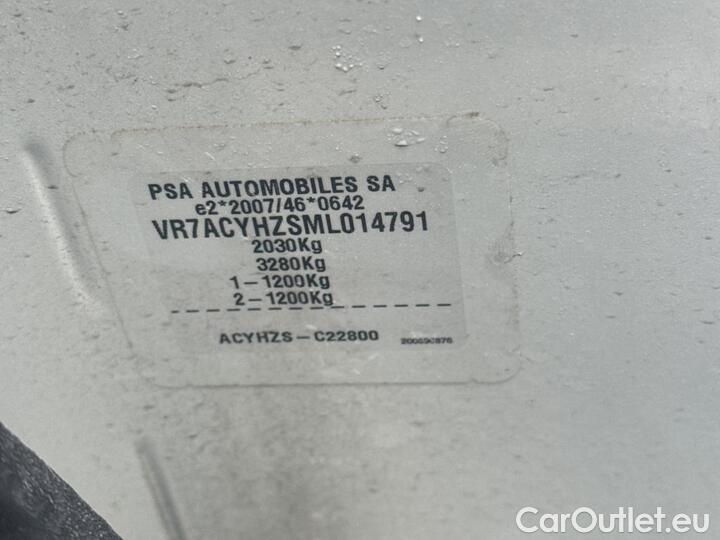 PSA AUTOMOBILES SA
e2*2007/46*0642
VR7ACYHZSML014791
2030Kg
3280Kg
1-1200Kg
2-1200Kg
ACYHZS-C22800
CarOutlet.eu